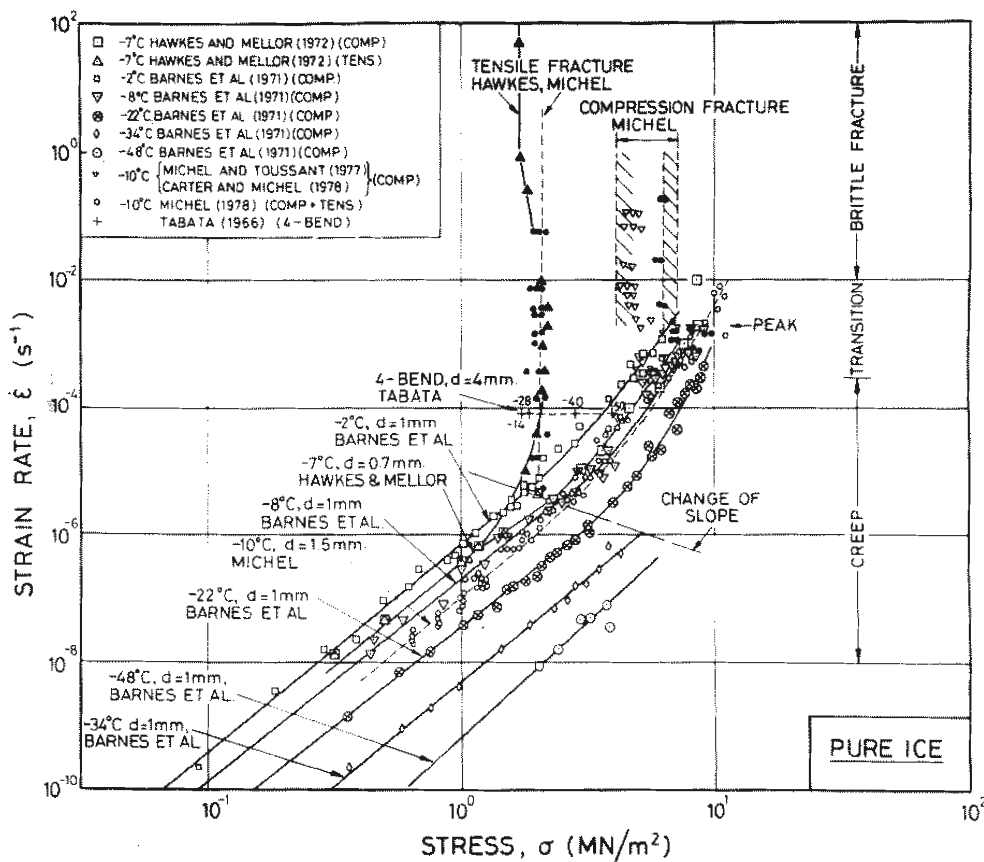 10²
10⁰
10⁻²
10⁻⁴
10⁻⁶
10⁻⁸
10⁻¹⁰
STRAIN RATE, ε̇ (s⁻¹)
□ -7°C HAWKES AND MELLOR (1972) (COMP)
△ -7°C HAWKES AND MELLOR (1972) (TENS)
□ -2°C BARNES ET AL (1971) (COMP)
▽ -8°C BARNES ET AL (1971) (COMP)
⊗ -22°C BARNES ET AL (1971) (COMP)
◊ -34°C BARNES ET AL (1971) (COMP)
⊙ -48°C BARNES ET AL (1971) (COMP)
▽ -10°C { MICHEL AND TOUSSANT (1977)
CARTER AND MICHEL (1978) } (COMP)
○ -10°C MICHEL (1978) (COMP + TENS)
+ TABATA (1966) (4-BEND)
TENSILE FRACTURE
HAWKES, MICHEL
COMPRESSION FRACTURE
MICHEL
BRITTLE FRACTURE
TRANSITION
CREEP
PEAK
4-BEND, d=4mm.
TABATA
-28
-14
-40
-50
-2°C, d=1mm
BARNES ET AL
-7°C, d=0.7mm.
HAWKES & MELLOR
-8°C, d=1mm
BARNES ET AL.
-10°C, d=1.5mm.
MICHEL
-22°C, d=1mm
BARNES ET AL
-48°C, d=1mm,
BARNES ET AL.
-34°C d=1mm,
BARNES ET AL
CHANGE OF
SLOPE
PURE ICE
10⁻¹
10⁰
10¹
10²
STRESS, σ (MN/m²)